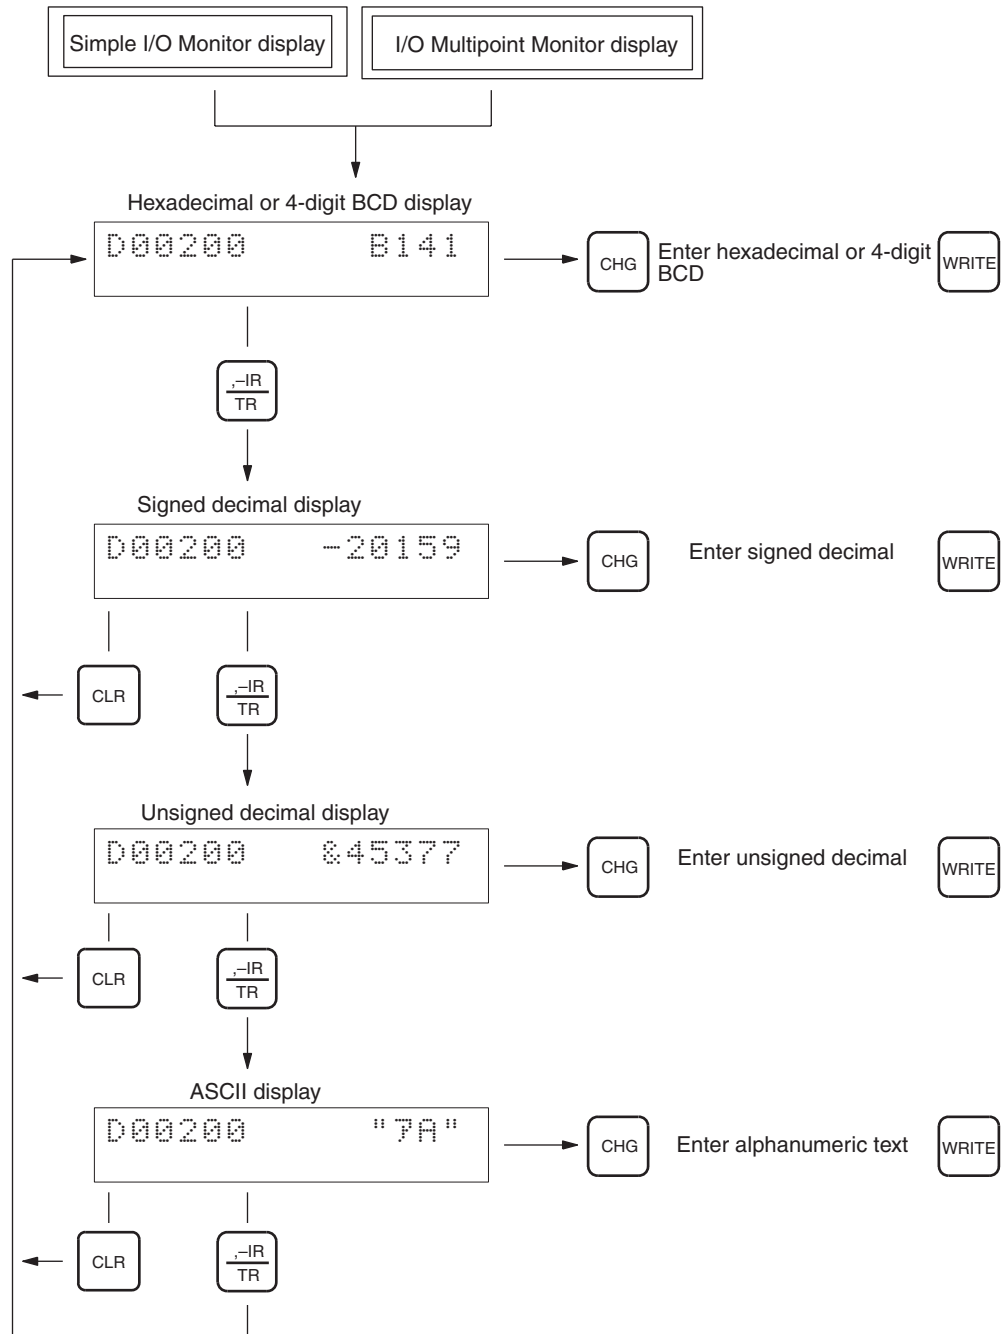 Simple I/O Monitor display
I/O Multipoint Monitor display
Hexadecimal or 4-digit BCD display
D00200 B141
CHG
Enter hexadecimal or 4-digit
BCD
WRITE
,–IR
TR
Signed decimal display
D00200 -20159
CHG
Enter signed decimal
WRITE
CLR
,–IR
TR
Unsigned decimal display
D00200 &45377
CHG
Enter unsigned decimal
WRITE
CLR
,–IR
TR
ASCII display
D00200 "7A"
CHG
Enter alphanumeric text
WRITE
CLR
,–IR
TR